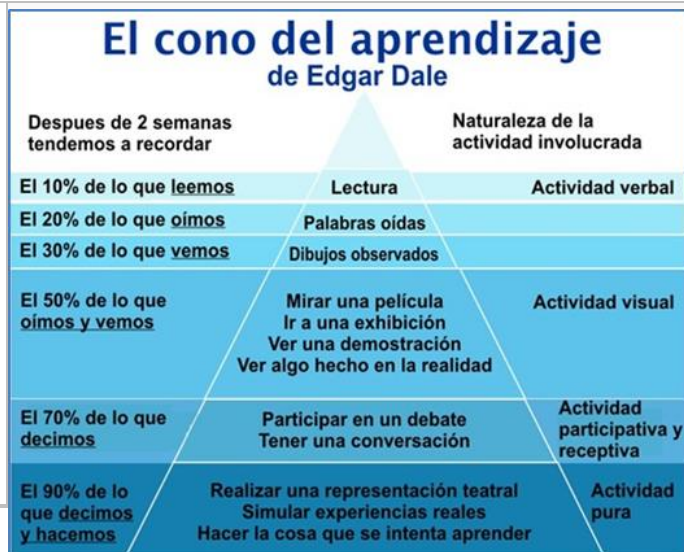 El cono del aprendizaje
de Edgar Dale
Despues de 2 semanas
tendemos a recordar
Naturaleza de la
actividad involucrada
El 10% de lo que leemos
Lectura
Actividad verbal
El 20% de lo que oímos
Palabras oídas
El 30% de lo que vemos
Dibujos observados
El 50% de lo que
oímos y vemos
Mirar una película
Ir a una exhibición
Ver una demostración
Ver algo hecho en la realidad
Actividad visual
El 70% de lo que
decimos
Participar en un debate
Tener una conversación
Actividad
participativa y
receptiva
El 90% de lo
que decimos
y hacemos
Realizar una representación teatral
Simular experiencias reales
Hacer la cosa que se intenta aprender
Actividad
pura